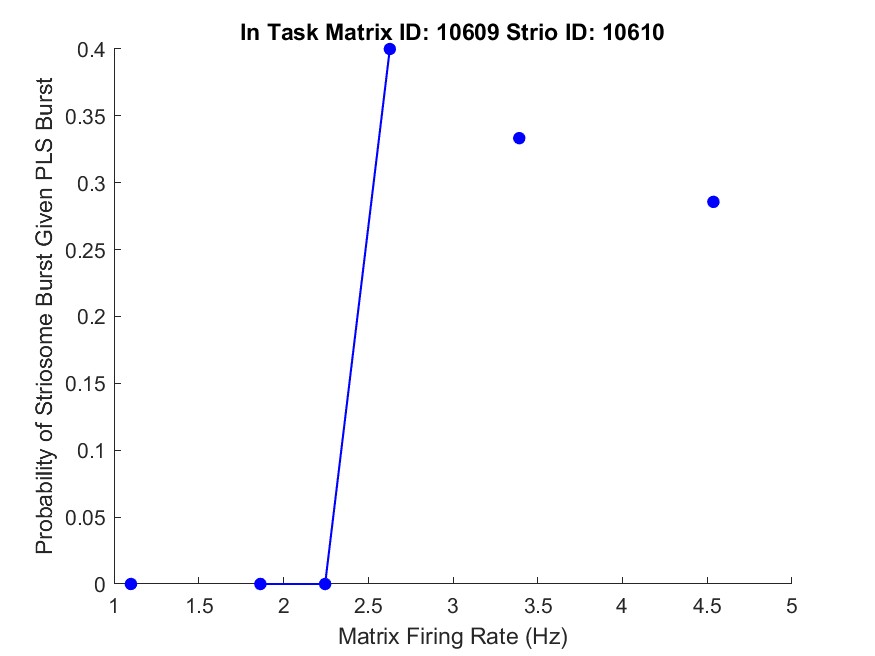 In Task Matrix ID: 10609 Strio ID: 10610
Probability of Striosome Burst Given PLS Burst
0.4
0.35
0.3
0.25
0.2
0.15
0.1
0.05
0
1 1.5 2 2.5 3 3.5 4 4.5 5
Matrix Firing Rate (Hz)